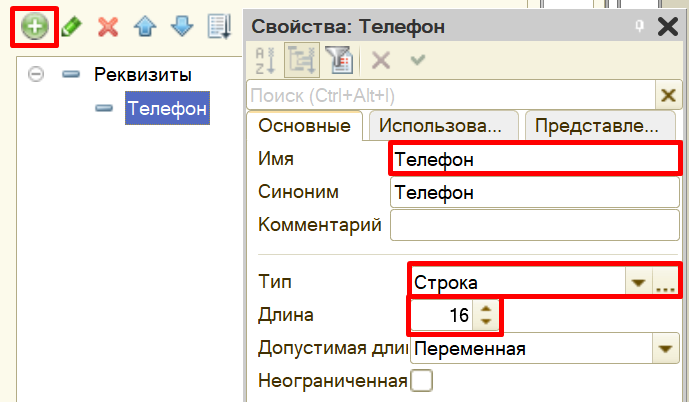 Свойства: Телефон
Реквизиты
Телефон
Поиск (Ctrl+Alt+I)
Основные Использова... Представле...
Имя Телефон
Синоним Телефон
Комментарий
Тип Строка ...
Длина 16
Допустимая дли Переменная
Неограниченная